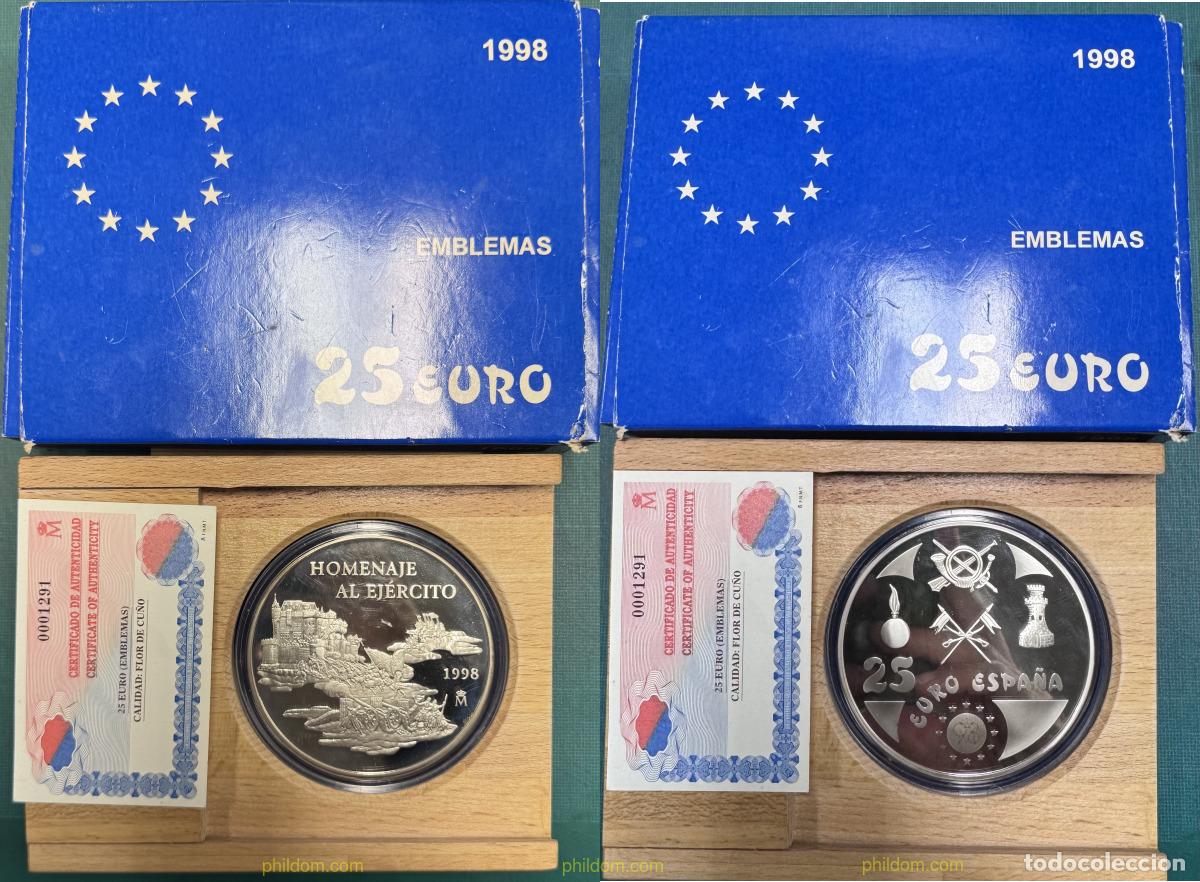 1998
EMBLEMAS
25 EURO
1998
EMBLEMAS
25 EURO
0001291
CERTIFICADO DE AUTENTICIDAD
CERTIFICATE OF AUTHENTICITY
25 EURO (EMBLEMAS)
CALIDAD: FLOR DE CUÑO
M
HOMENAJE
AL EJÉRCITO
1998
M
0001291
CERTIFICADO DE AUTENTICIDAD
CERTIFICATE OF AUTHENTICITY
25 EURO (EMBLEMAS)
CALIDAD: FLOR DE CUÑO
M
25
EURO ESPAÑA
phildom.com
phildom.com
todocoleccion